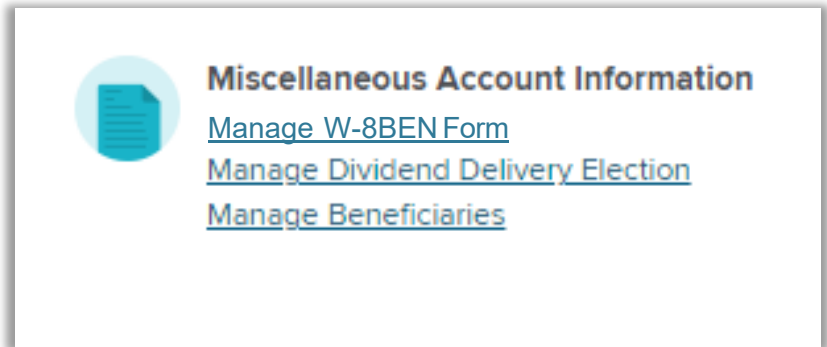 Miscellaneous Account Information
Manage W-8BEN Form
Manage Dividend Delivery Election
Manage Beneficiaries